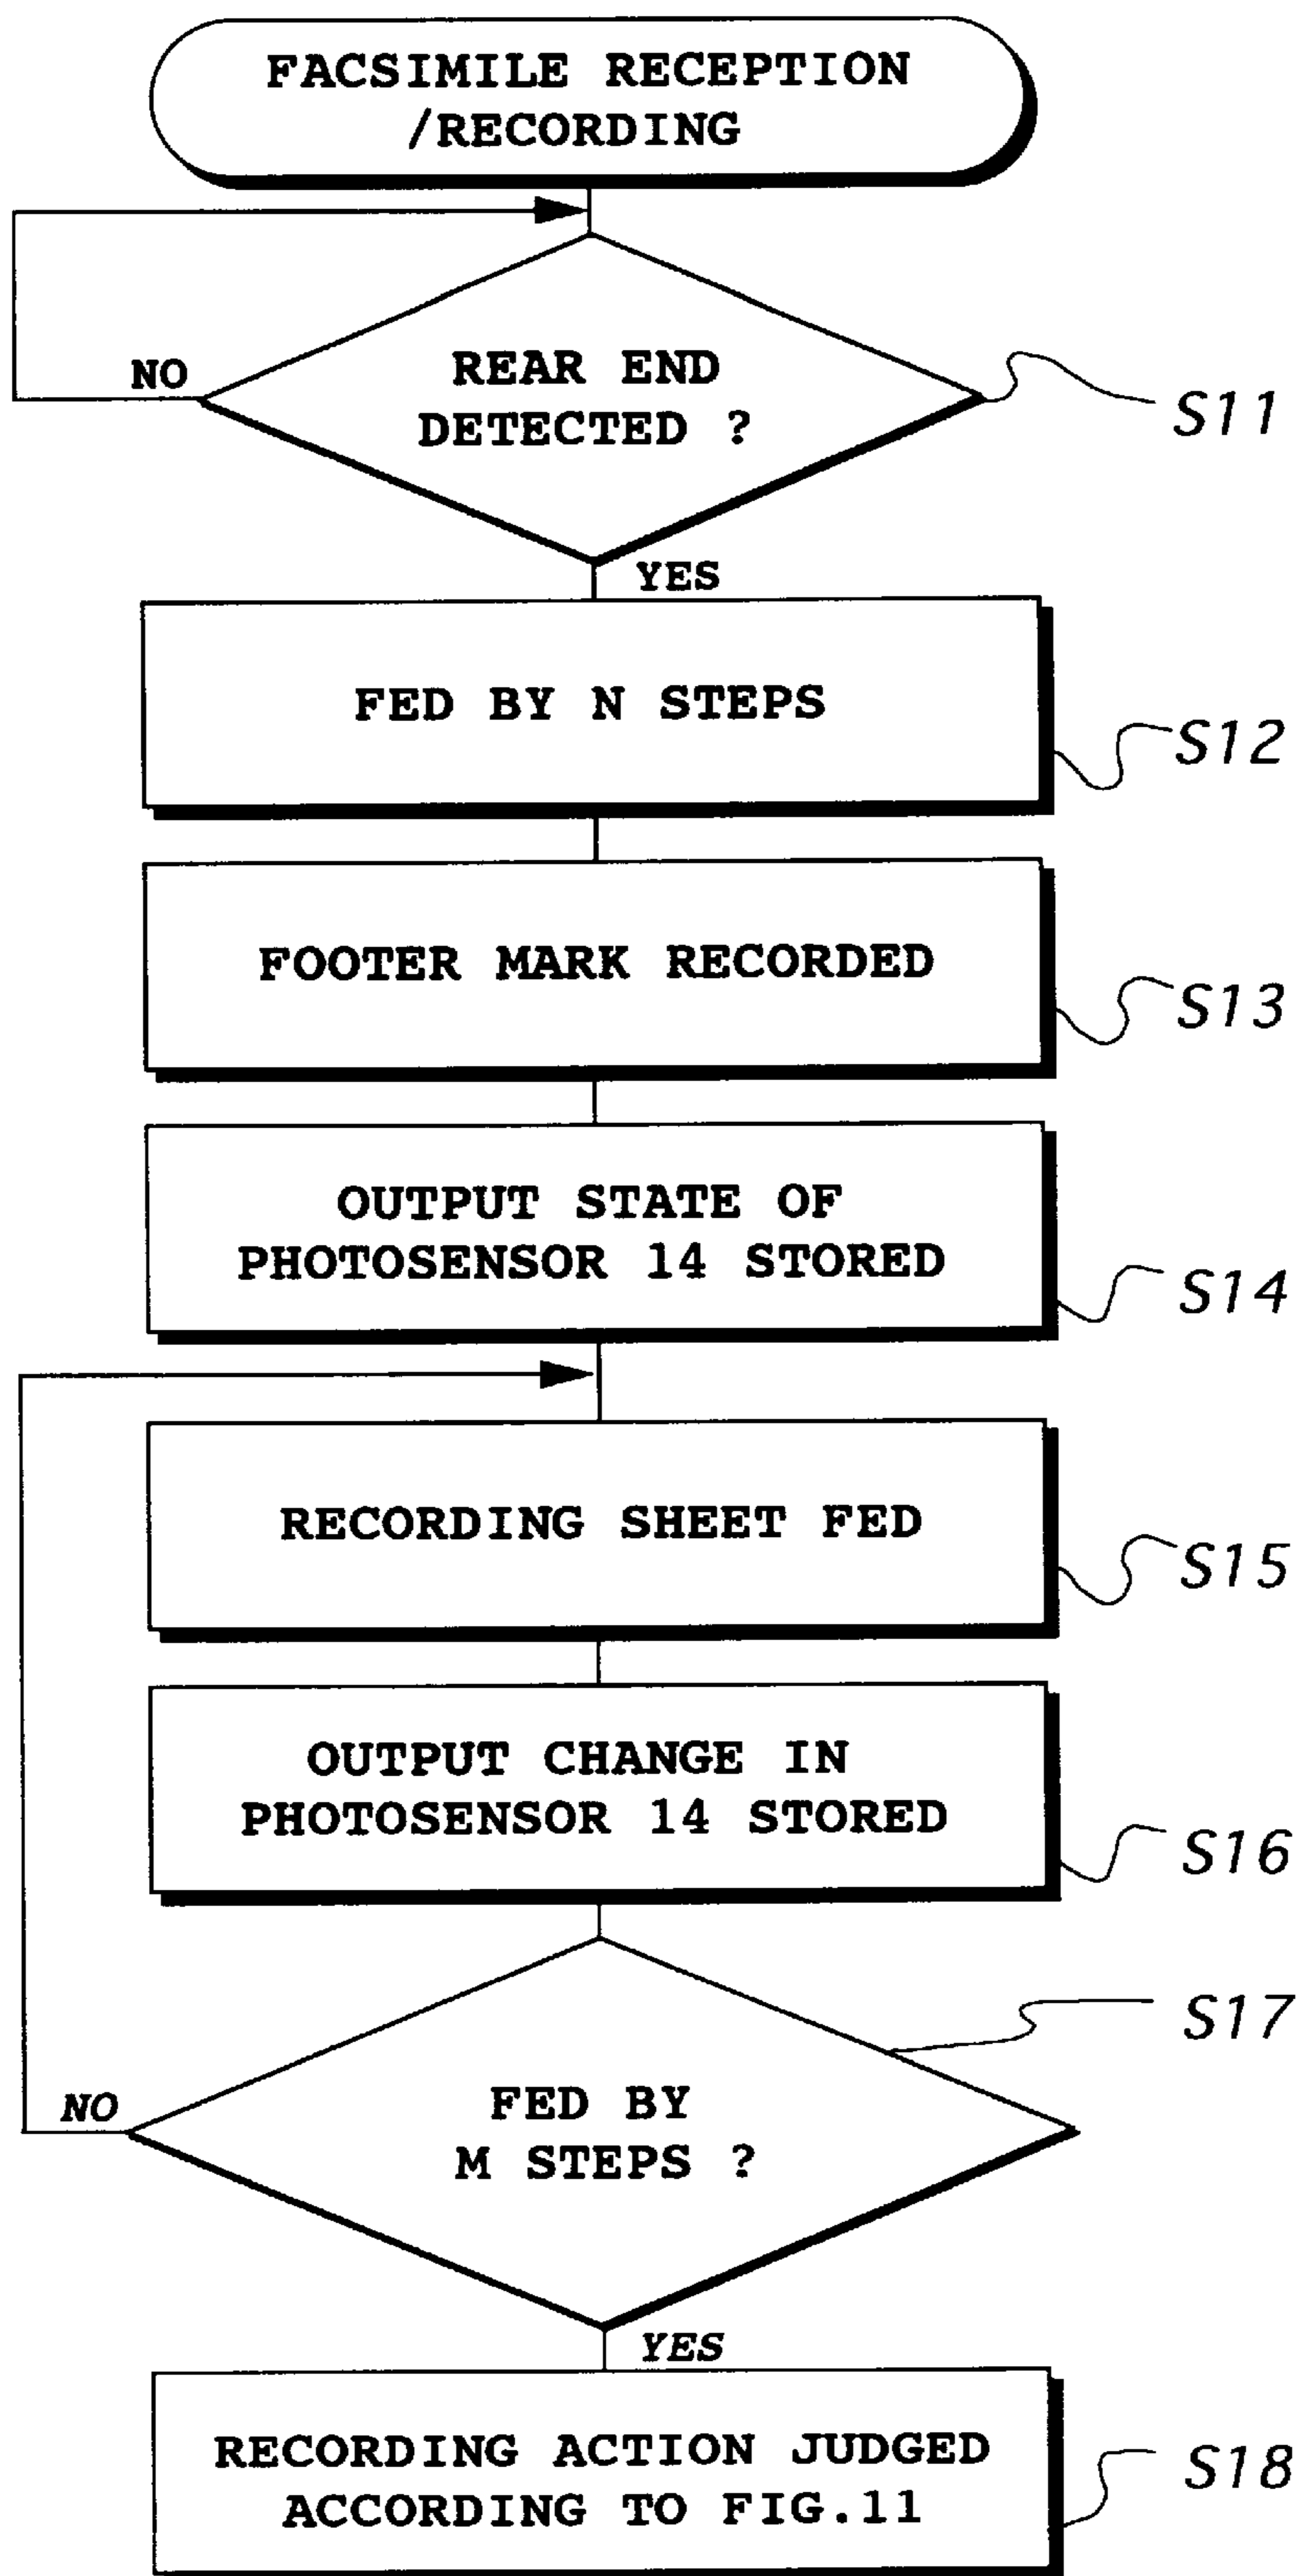 FACSIMILE RECEPTION
/RECORDING
NO
REAR END
DETECTED ?
S11
YES
FED BY N STEPS
S12
FOOTER MARK RECORDED
S13
OUTPUT STATE OF
PHOTOSENSOR 14 STORED
S14
RECORDING SHEET FED
S15
OUTPUT CHANGE IN
PHOTOSENSOR 14 STORED
S16
S17
NO
FED BY
M STEPS ?
YES
RECORDING ACTION JUDGED
ACCORDING TO FIG.11
S18